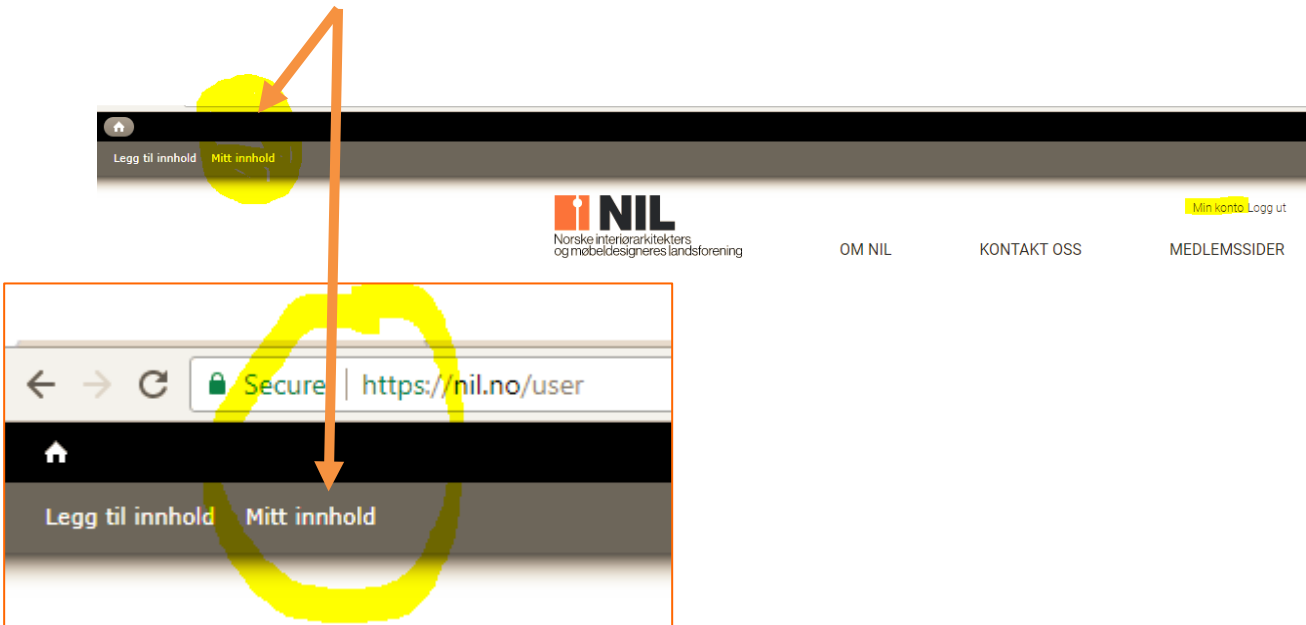 Legg til innhold Mitt innhold
NIL
Norske interiørarkitekters
og møbeldesigneres landsforening
Min konto Logg ut
OM NIL KONTAKT OSS MEDLEMSSIDER
Secure https://nil.no/user
Legg til innhold Mitt innhold